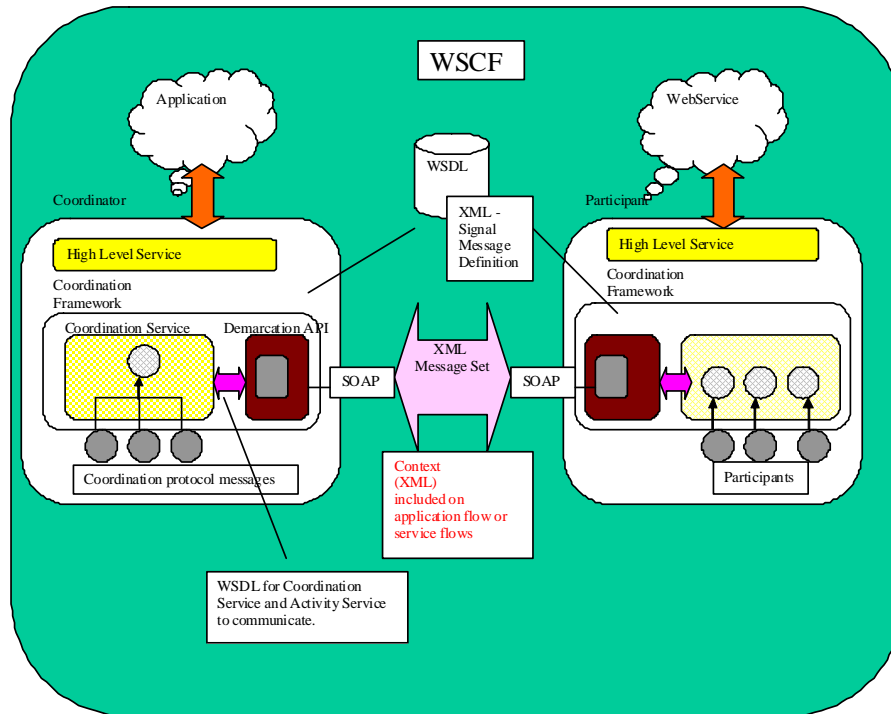 WSCF
Application
WebService
WSDL
Coordinator
Participant
XML -
Signal
Message
Definition
High Level Service
High Level Service
Coordination
Framework
Coordination
Framework
Coordination Service
Demarcation API
XML
Message Set
SOAP
SOAP
Coordination protocol messages
Participants
Context
(XML)
included on
application flow or
service flows
WSDL for Coordination
Service and Activity Service
to communicate.